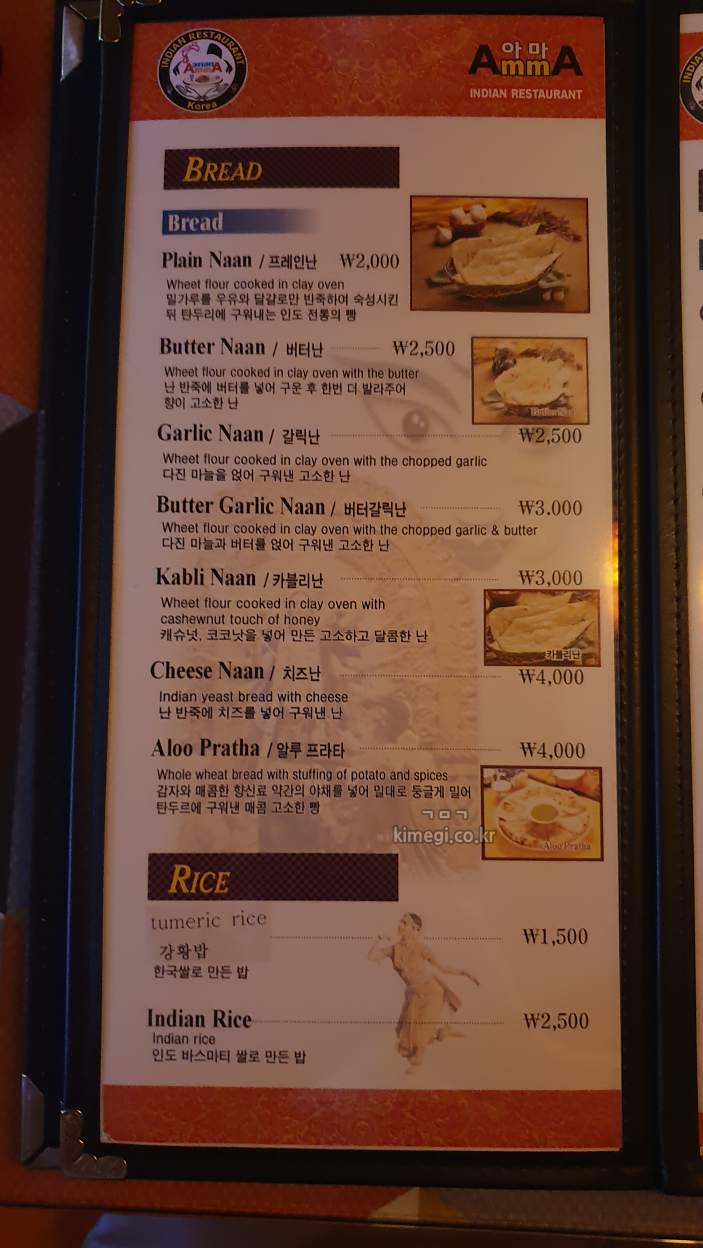 INDIAN RESTAURANT
AmmA
Korea
아마
AmmA
INDIAN RESTAURANT
BREAD
Bread
Plain Naan / 프레인난 ₩2,000
Wheet flour cooked in clay oven
밀가루를 우유와 달걀로만 반죽하여 숙성시킨
뒤 탄두리에 구워내는 인도 전통의 빵
Butter Naan / 버터난 ₩2,500
Wheet flour cooked in clay oven with the butter
난 반죽에 버터를 넣어 구운 후 한번 더 발라주어
향이 고소한 난
Butter Na
Garlic Naan / 갈릭난 ₩2,500
Wheet flour cooked in clay oven with the chopped garlic
다진 마늘을 얹어 구워낸 고소한 난
Butter Garlic Naan / 버터갈릭난 ₩3.000
Wheet flour cooked in clay oven with the chopped garlic & butter
다진 마늘과 버터를 얹어 구워낸 고소한 난
Kabli Naan / 카블리난 ₩3,000
Wheet flour cooked in clay oven with
cashewnut touch of honey
캐슈넛, 코코낫을 넣어 만든 고소하고 달콤한 난
카블리난
Cheese Naan / 치즈난 ₩4,000
Indian yeast bread with cheese
난 반죽에 치즈를 넣어 구워낸 난
Aloo Pratha / 알루 프라타 ₩4,000
Whole wheat bread with stuffing of potato and spices
감자와 매콤한 향신료 약간의 야채를 넣어 밀대로 둥글게 밀어
탄두르에 구워낸 매콤 고소한 빵
ㄱㅁㄱ
kimegi.co.kr
Aloo Pratha
RICE
tumeric rice
₩1,500
강황밥
한국쌀로 만든 밥
Indian Rice ₩2,500
Indian rice
인도 바스마티 쌀로 만든 밥